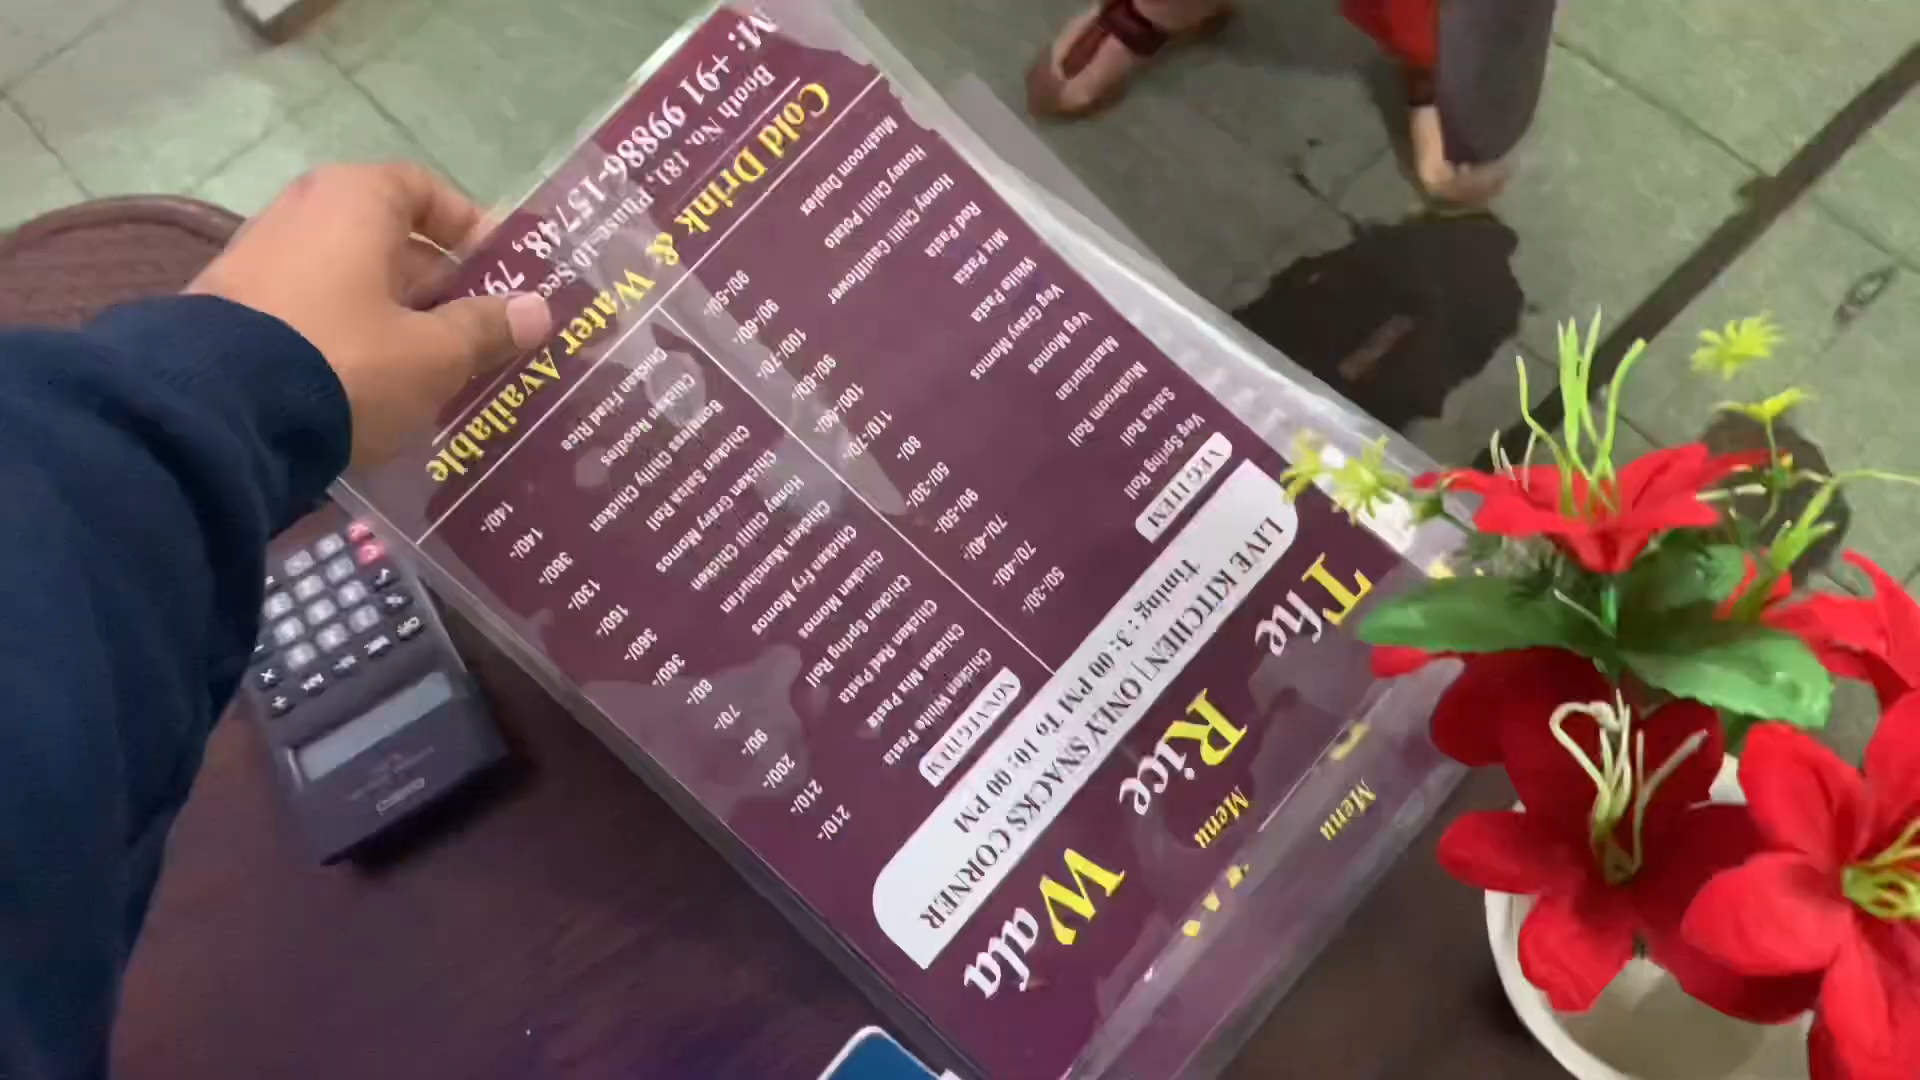 Menu
Menu
The Rice Wala
LIVE KITCHEN | ONLY SNACKS CORNER
Timing : 3: 00 PM To 10: 00 PM
VEG ITEM
Veg Spring Roll 50/-30/-
Salsa Roll 70/-40/-
Mushroom Roll 70/-40/-
Manchurian 90/-50/-
Veg Momos 50/-30/-
Veg Gravy Momos 80/-
White Pasta 110/-70/-
Mix Pasta 100/-60/-
Red Pasta 90/-60/-
Honey Chilli Cauliflower 100/-70/-
Honey Chilli Potato 90/-60/-
Mushroom Duplex 90/-50/-
NON VEG ITEM
Chicken White Pasta 210/-
Chicken Mix Pasta 210/-
Chicken Red Pasta 200/-
Chicken Spring Roll 90/-
Chicken Momos 70/-
Chicken Fry Momos 80/-
Chicken Manchurian 360/-
Honey Chilli Chicken 360/-
Chicken Gravy Momos 160/-
Chicken Salsa Roll 130/-
Boneless Chilly Chicken 360/-
Chicken Noodles 140/-
Chicken Friad Rice 140/-
Cold Drink & Water Available
Booth No. 181, Phase-10 Sec
M: +91 99886-15748, 79
CASIO
OFF